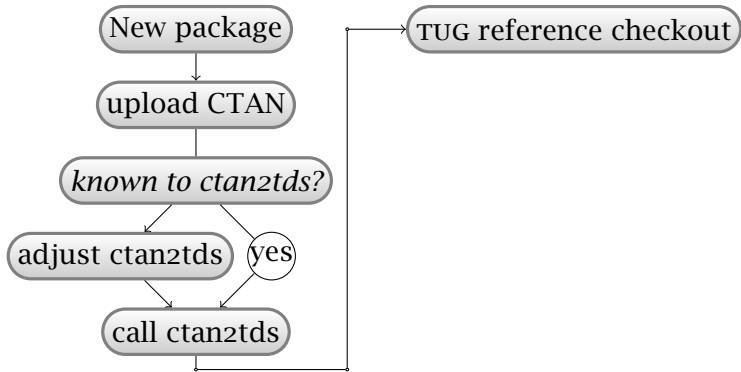 New package
TUG reference checkout
upload CTAN
known to ctan2tds?
adjust ctan2tds
yes
call ctan2tds